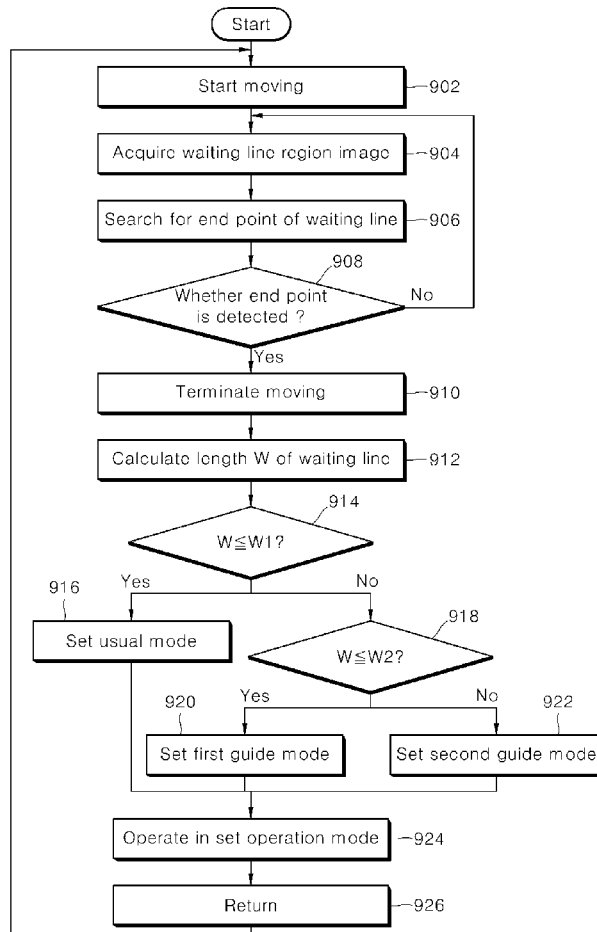 Start
Start moving
902
Acquire waiting line region image
904
Search for end point of waiting line
906
908
Whether end point
is detected ?
No
Yes
Terminate moving
910
Calculate length W of waiting line
912
914
W≦W1?
Yes
No
916
Set usual mode
918
W≦W2?
Yes
No
920
Set first guide mode
922
Set second guide mode
Operate in set operation mode
924
Return
926